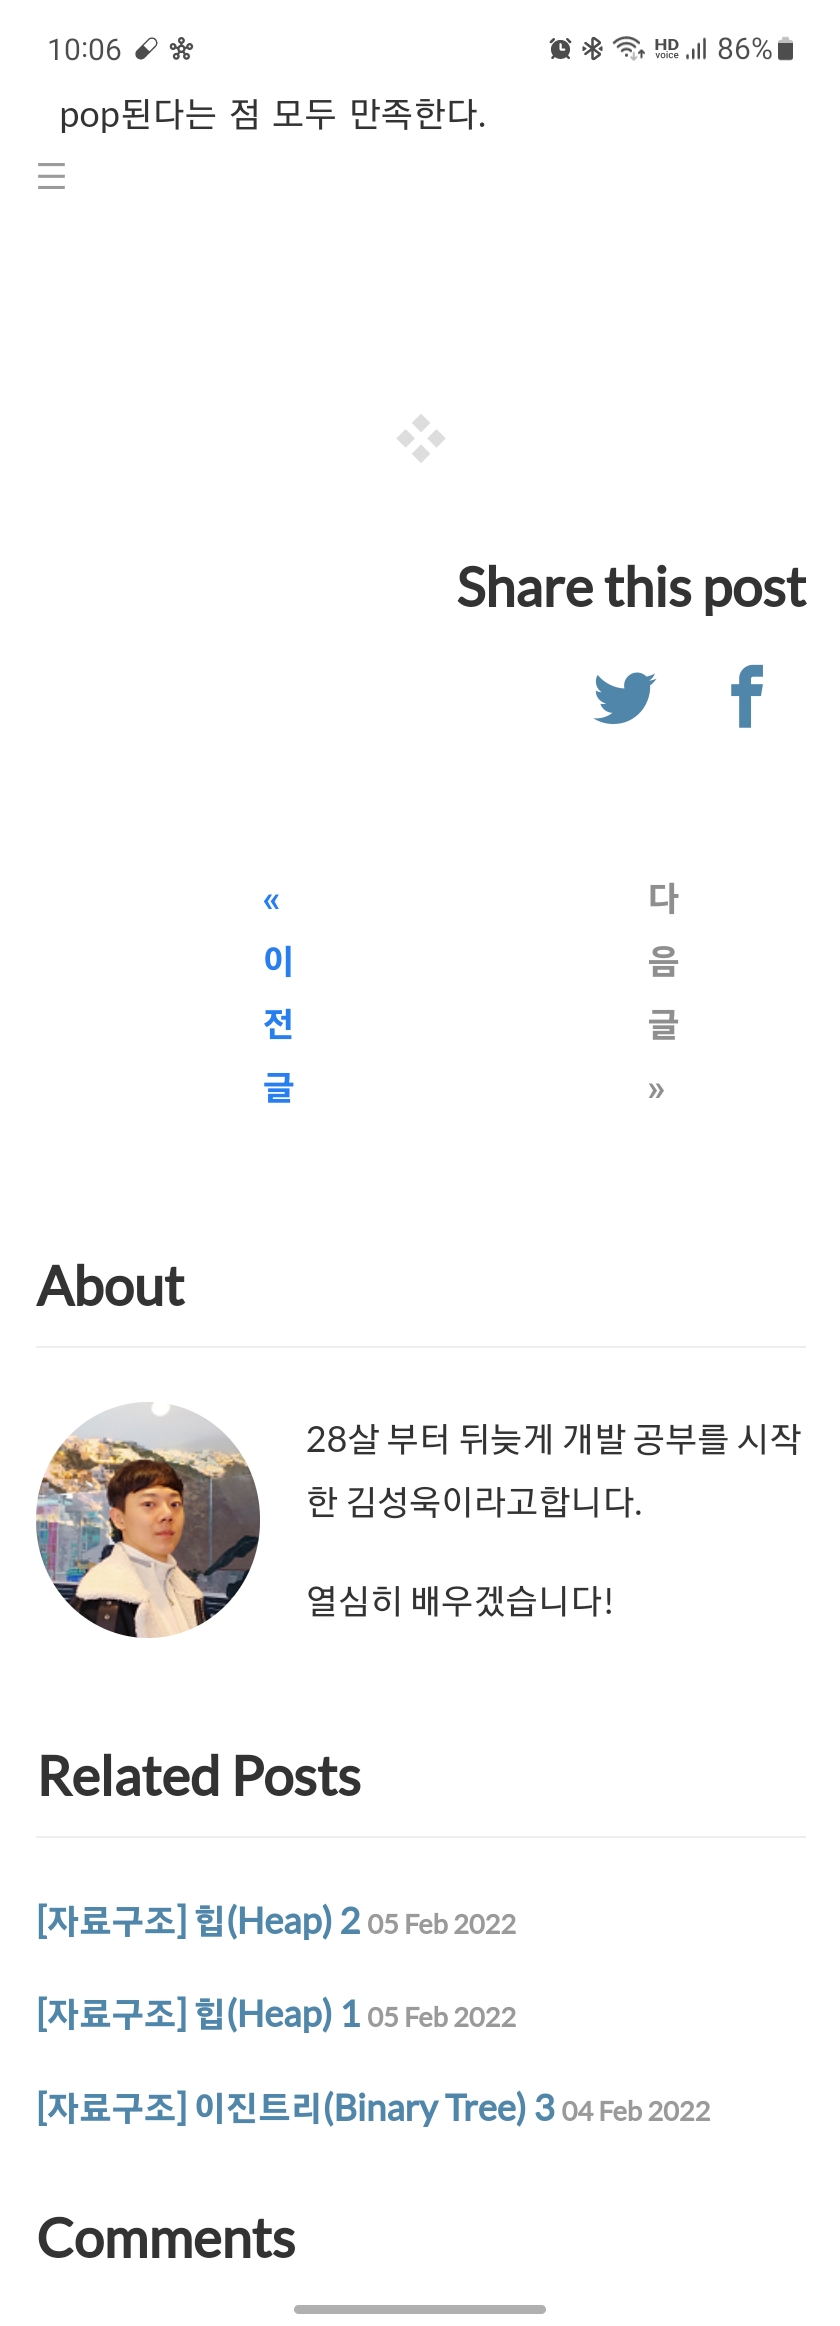 10:06 HD voice 86%
pop된다는 점 모두 만족한다.
Share this post
«
이
전
글
다
음
글
»
About
28살 부터 뒤늦게 개발 공부를 시작
한 김성욱이라고합니다.
열심히 배우겠습니다!
Related Posts
[자료구조] 힙(Heap) 2 05 Feb 2022
[자료구조] 힙(Heap) 1 05 Feb 2022
[자료구조] 이진트리(Binary Tree) 3 04 Feb 2022
Comments